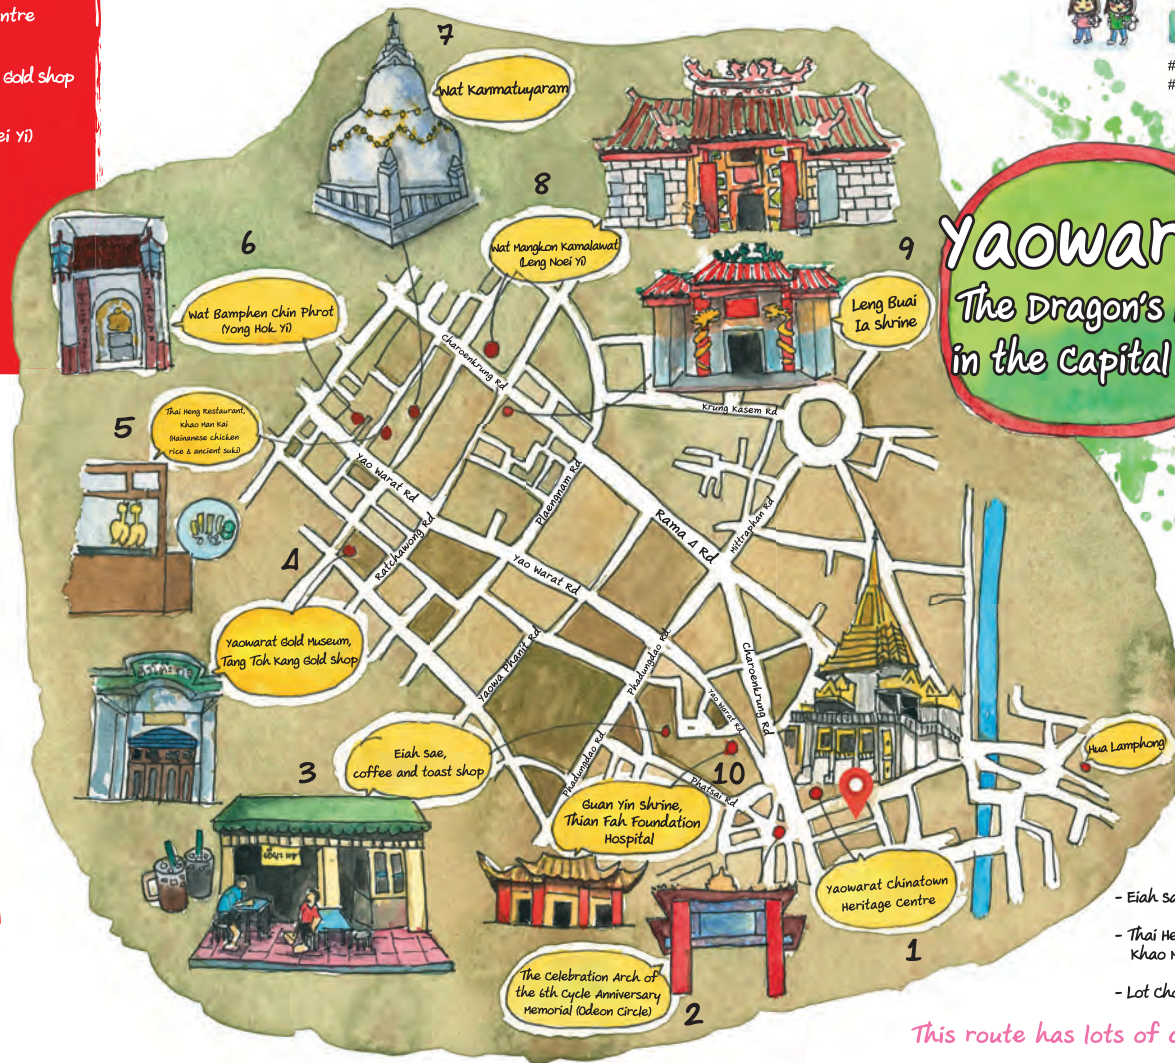 ntre
Gold shop
ei Yi)
#
#
7
Wat Kanmatuyaram
8
Wat Mangkon Kamalawat
(Leng Noei Yi)
9
Leng Buai
Ia shrine
6
Wat Bamphen Chin Phrot
(Yong Hok Yi)
5
Thai Heng Restaurant,
Khao Man Kai
(Hainanese chicken
rice & ancient suki)
4
Yaowarat Gold Museum,
Tang Toh Kang Gold shop
3
Eiah Sae,
coffee and toast shop
10
Guan Yin Shrine,
Thian Fah Foundation
Hospital
2
The Celebration Arch of
the 6th Cycle Anniversary
Memorial (Odeon Circle)
1
Yaowarat Chinatown
Heritage Centre
Hua Lamphong
Charoenkrung Rd
Krung Kasem Rd
Yao Warat Rd
Plaengnam Rd
Ratchawong Rd
Rama 4 Rd
Mittraphan Rd
Yao Warat Rd
Yaowa Phanit Rd
Phadungdao Rd
Charoenkrung Rd
Yao Warat Rd
Phadungdao Rd
Phatsai Rd
Yaowar
The Dragon's
in the Capital
- Eiah Sa
- Thai He
Khao M
- Lot Cho
This route has lots of